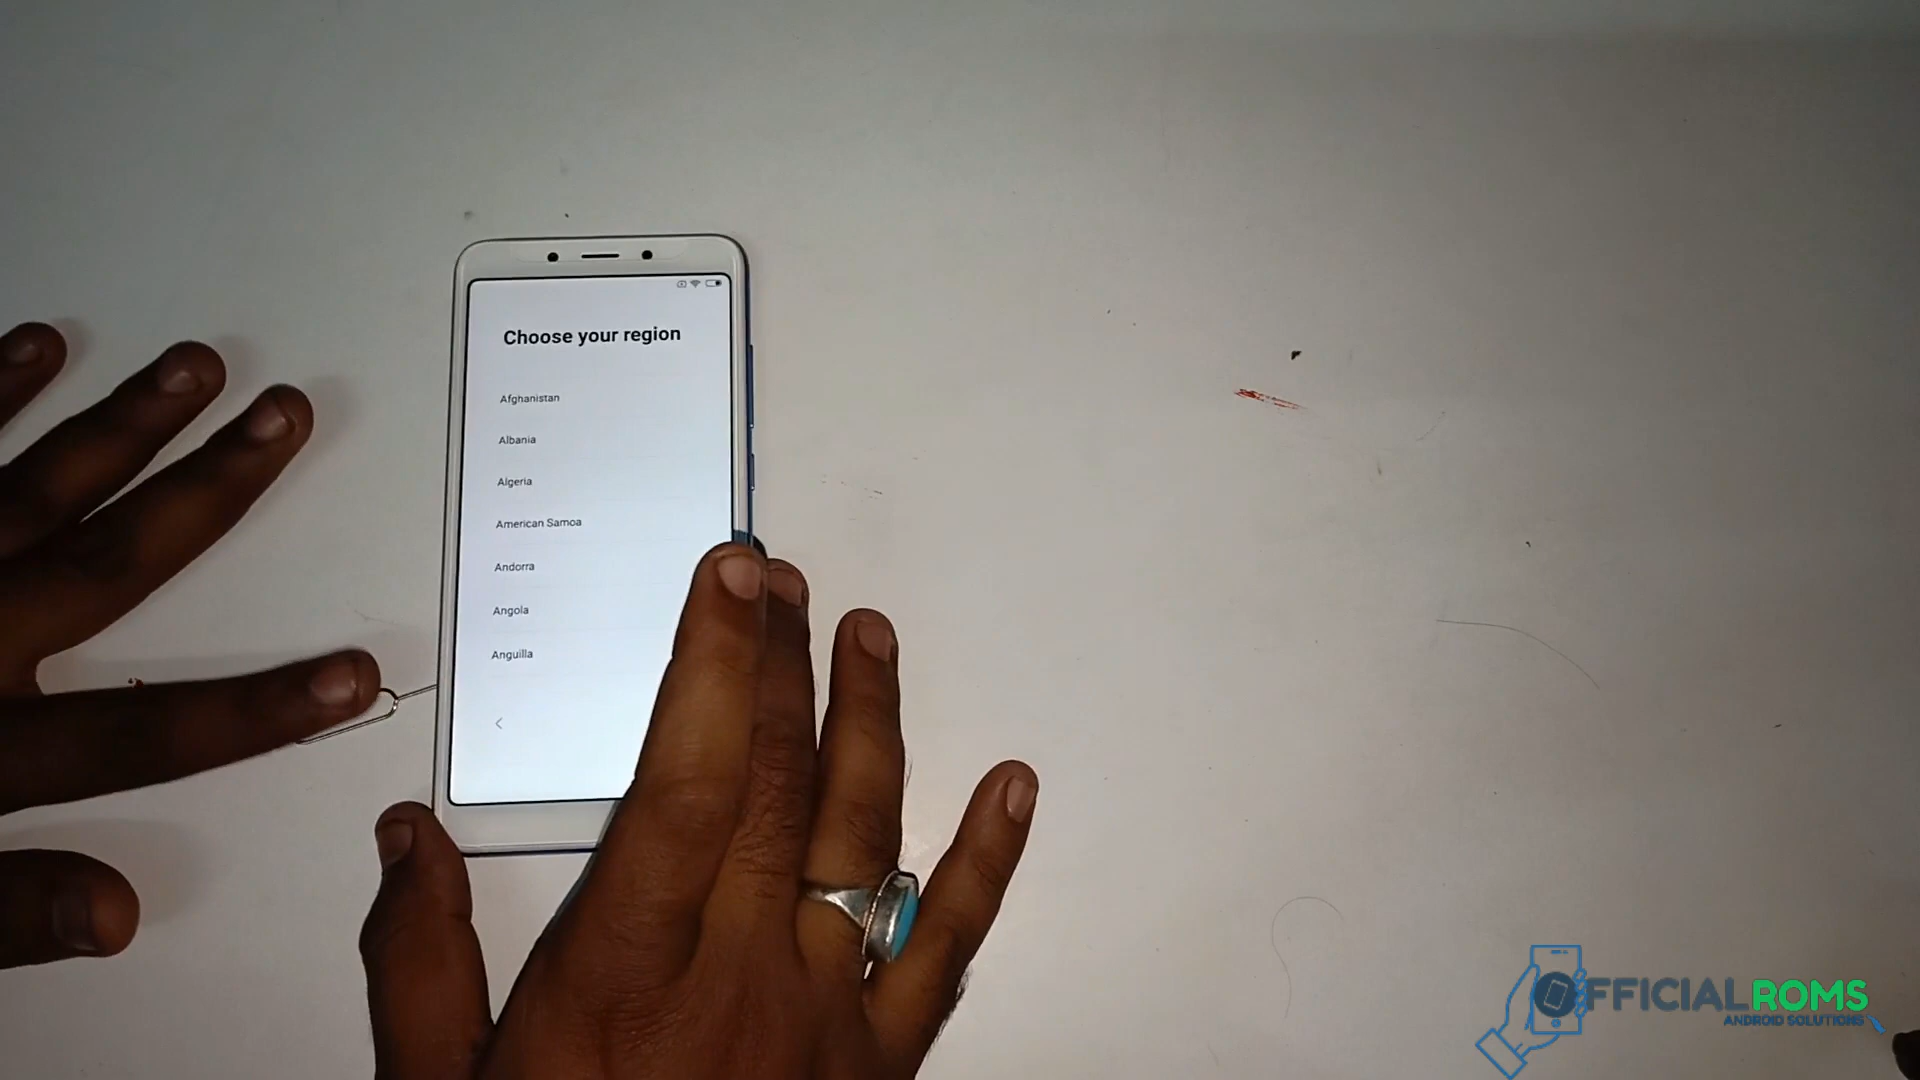 Choose your region
Afghanistan
Albania
Algeria
American Samoa
Andorra
Angola
Anguilla
OFFICIALROMS
ANDROID SOLUTIONS